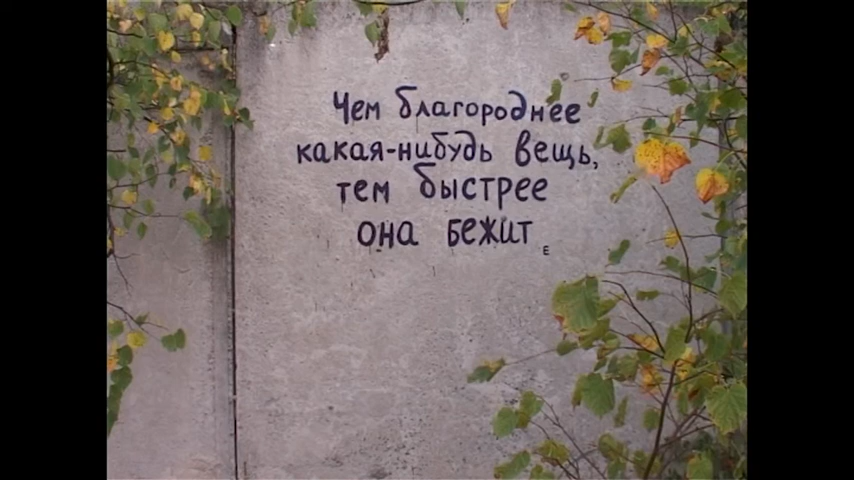 Чем благороднее
какая-нибудь вещь,
тем быстрее
она бежит
Е